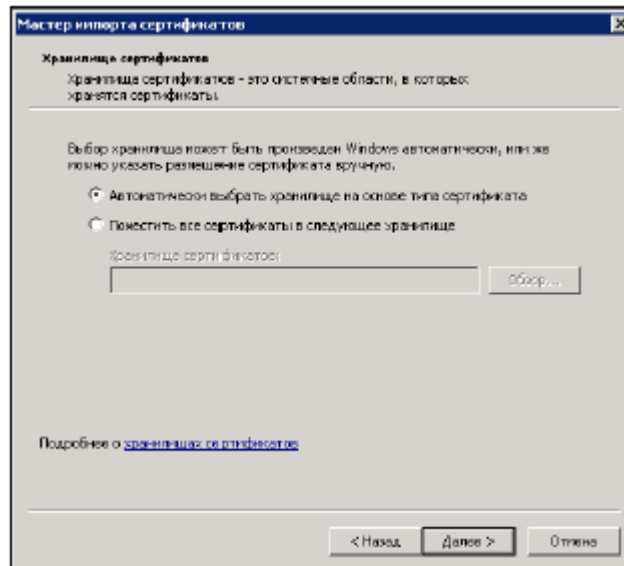 Мастер импорта сертификатов
Хранилище сертификатов
Хранилища сертификатов - это системные области, в которых
хранятся сертификаты.
Выбор хранилища может быть произведен Windows автоматически, или же
можно указать размещение сертификата вручную.
Автоматически выбрать хранилище на основе типа сертификата
Поместить все сертификаты в следующее хранилище
Хранилище сертификатов:
Обзор...
Подробнее о хранилищах сертификатов
< Назад
Далее >
Отмена